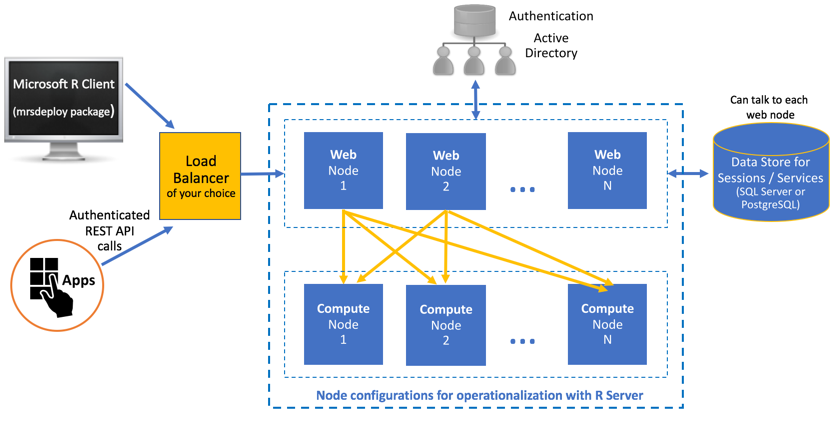 Authentication
Active
Directory
Microsoft R Client
(mrsdeploy package)
Load
Balancer
of your choice
Authenticated
REST API
calls
Apps
Web
Node
1
Web
Node
2
...
Web
Node
N
Compute
Node
1
Compute
Node
2
...
Compute
Node
N
Node configurations for operationalization with R Server
Can talk to each
web node
Data Store for
Sessions / Services
(SQL Server or
PostgreSQL)